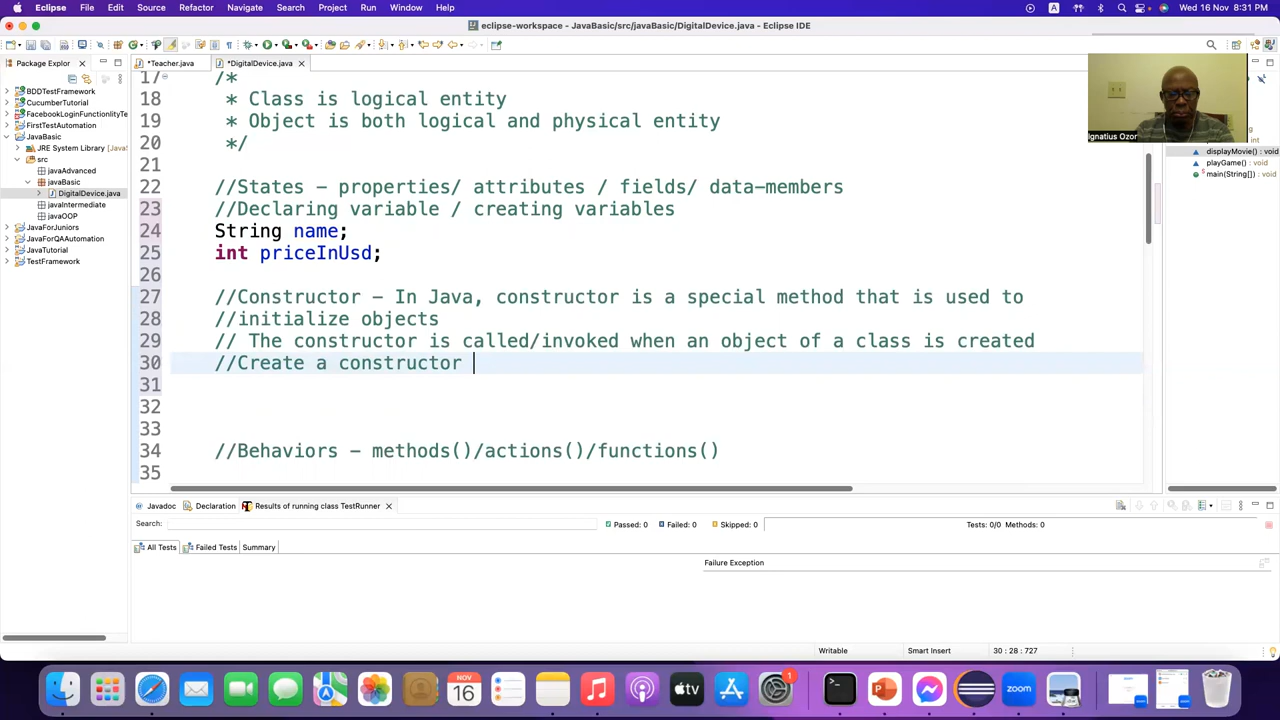 Eclipse File Edit Source Refactor Navigate Search Project Run Window Help
A
Wed 16 8:31 PM
eclipse-workspace - JavaBasic/src/javaBasic/DigitalDevice.java - Eclipse IDE
Package Explor
*Teacher.java
*DigitalDevice.java
BDDTestFramework
CucumberTutorial
FacebookLoginFunctionlityTe
FirstTestAutomation
JavaBasic
JRE System Library [Java
src
javaAdvanced
javaBasic
DigitalDevice.java
javaIntermediate
javaOOP
JavaForJuniors
JavaForQAAutomation
JavaTutorial
TestFramework
17 /*
18 * Class is logical entity
19 * Object is both logical and physical entity
20 */
21
22 //States – properties/ attributes / fields/ data-members
23 //Declaring variable / creating variables
24 String name;
25 int priceInUsd;
26
27 //Constructor – In Java, constructor is a special method that is used to
28 //initialize objects
29 // The constructor is called/invoked when an object of a class is created
30 //Create a constructor
31
32
33
34 //Behaviors – methods()/actions()/functions()
35
Ignatius Ozor
displayMovie() : void
playGame() : void
main(String[]) : void
Javadoc
Declaration
Results of running class TestRunner
Search:
Passed: 0
Failed: 0
Skipped: 0
Tests: 0/0 Methods: 0
All Tests
Failed Tests
Summary
Failure Exception
Writable
Smart Insert
30 : 28 : 727
NOV
16
tv
1
zoom